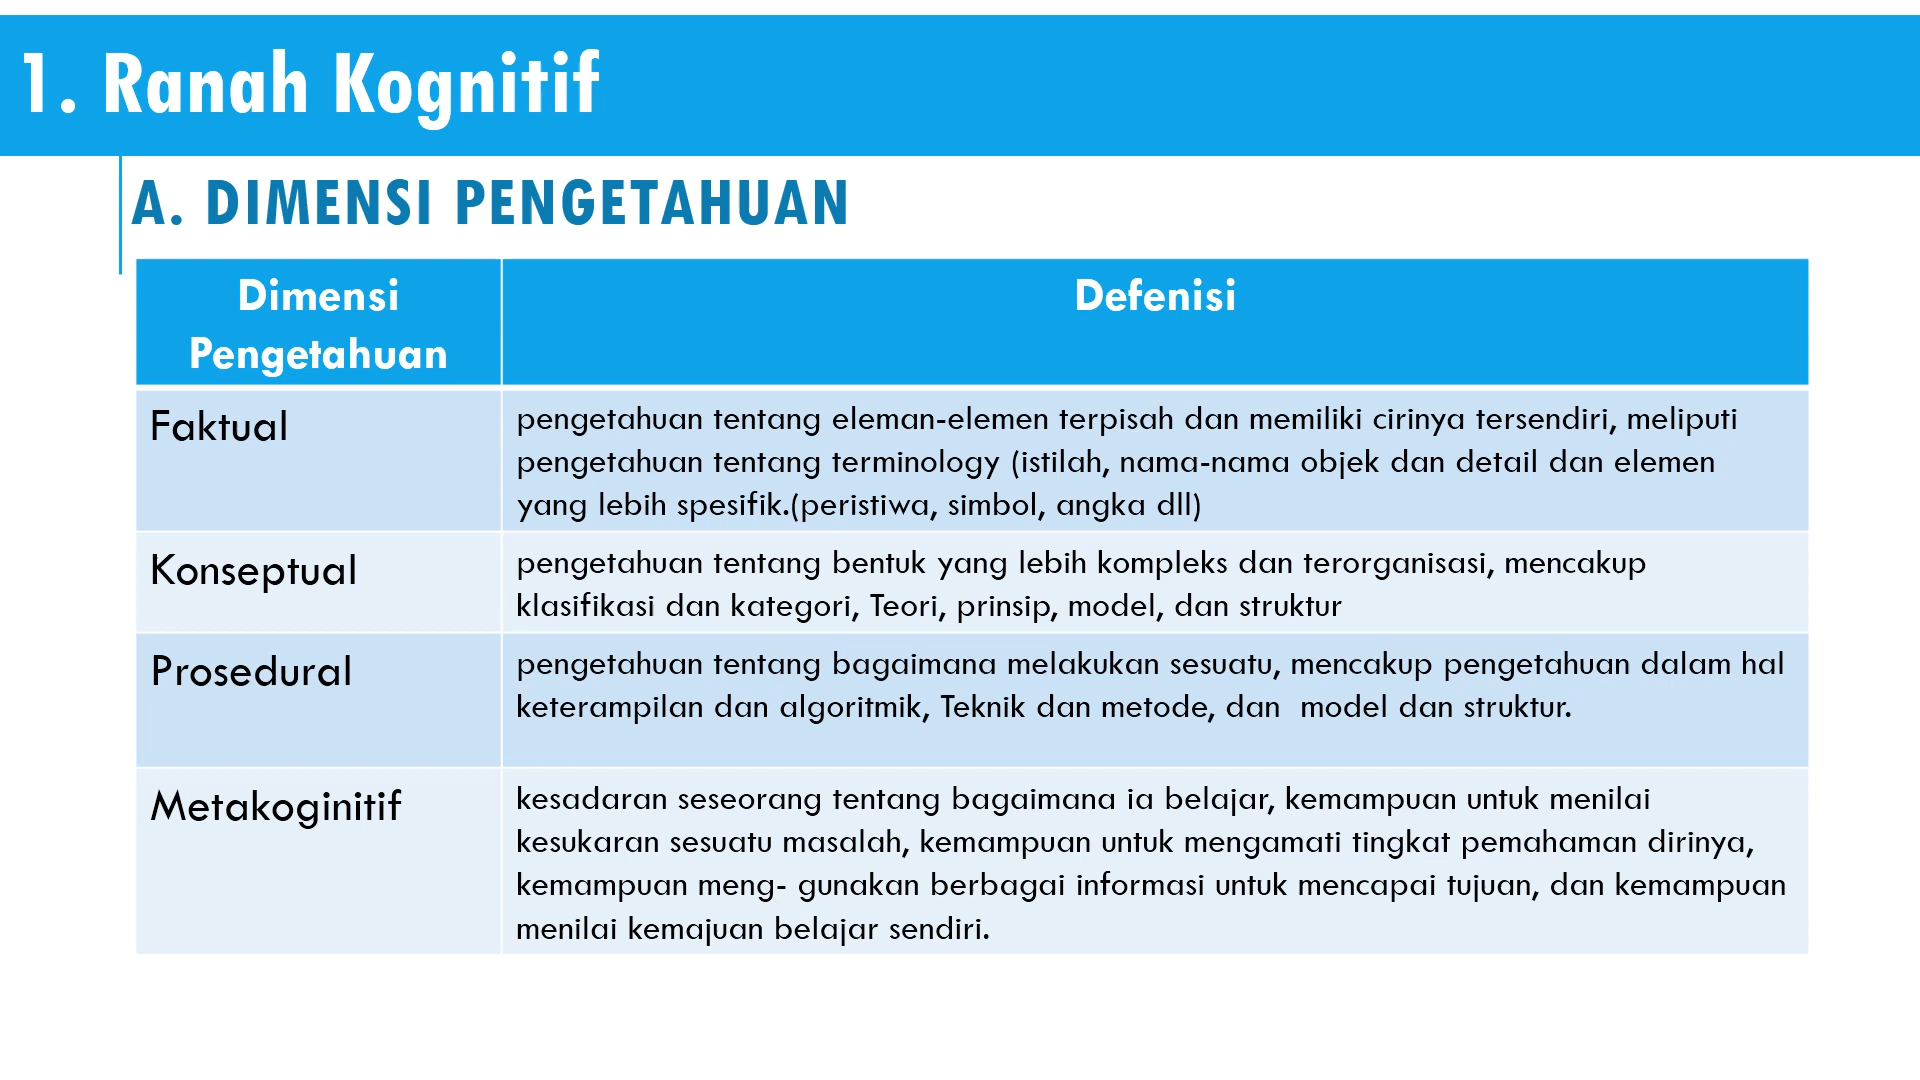 1. Ranah Kognitif
A. DIMENSI PENGETAHUAN
Dimensi
Pengetahuan
Defenisi
Faktual
pengetahuan tentang eleman-elemen terpisah dan memiliki cirinya tersendiri, meliputi
pengetahuan tentang terminology (istilah, nama-nama objek dan detail dan elemen
yang lebih spesifik.(peristiwa, simbol, angka dll)
Konseptual
pengetahuan tentang bentuk yang lebih kompleks dan terorganisasi, mencakup
klasifikasi dan kategori, Teori, prinsip, model, dan struktur
Prosedural
pengetahuan tentang bagaimana melakukan sesuatu, mencakup pengetahuan dalam hal
keterampilan dan algoritmik, Teknik dan metode, dan  model dan struktur.
Metakoginitif
kesadaran seseorang tentang bagaimana ia belajar, kemampuan untuk menilai
kesukaran sesuatu masalah, kemampuan untuk mengamati tingkat pemahaman dirinya,
kemampuan meng- gunakan berbagai informasi untuk mencapai tujuan, dan kemampuan
menilai kemajuan belajar sendiri.